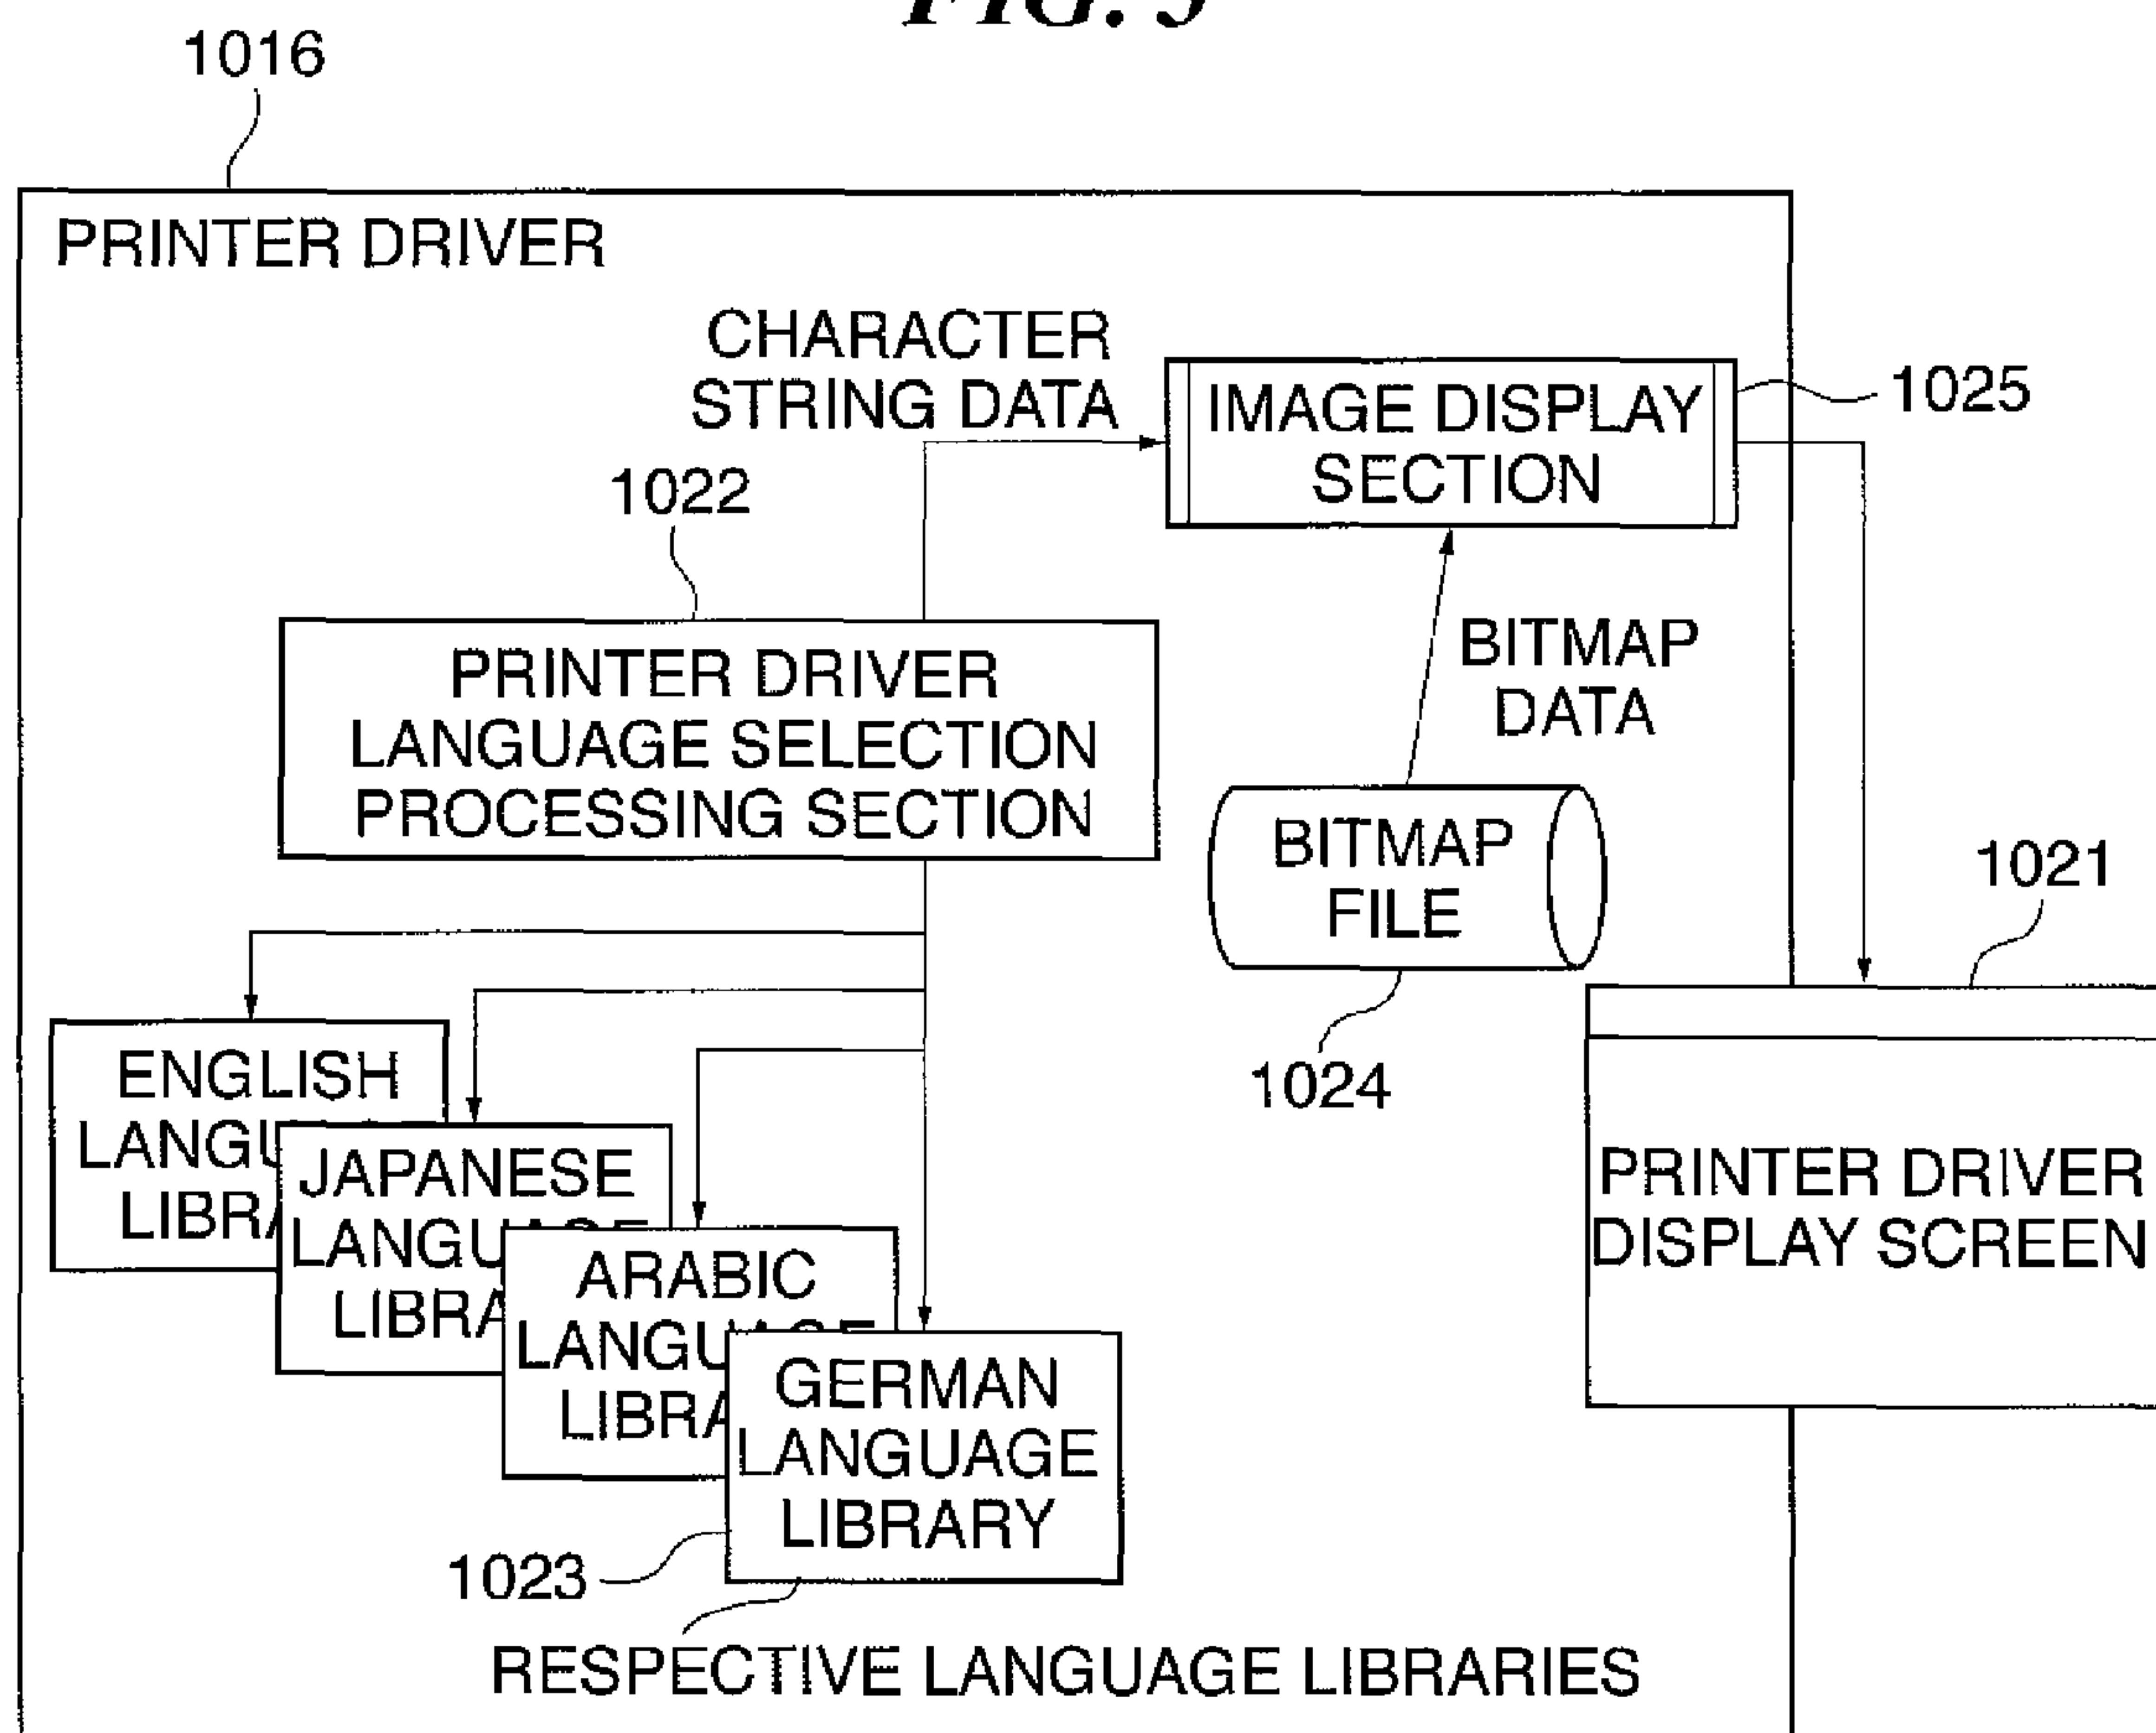 1016
PRINTER DRIVER
CHARACTER
STRING DATA
IMAGE DISPLAY
SECTION
1025
1022
PRINTER DRIVER
LANGUAGE SELECTION
PROCESSING SECTION
BITMAP
DATA
BITMAP
FILE
1024
1021
PRINTER DRIVER
DISPLAY SCREEN
ENGLISH
JAPANESE
ARABIC
GERMAN
LANGUAGE
LIBRARY
1023
RESPECTIVE LANGUAGE LIBRARIES